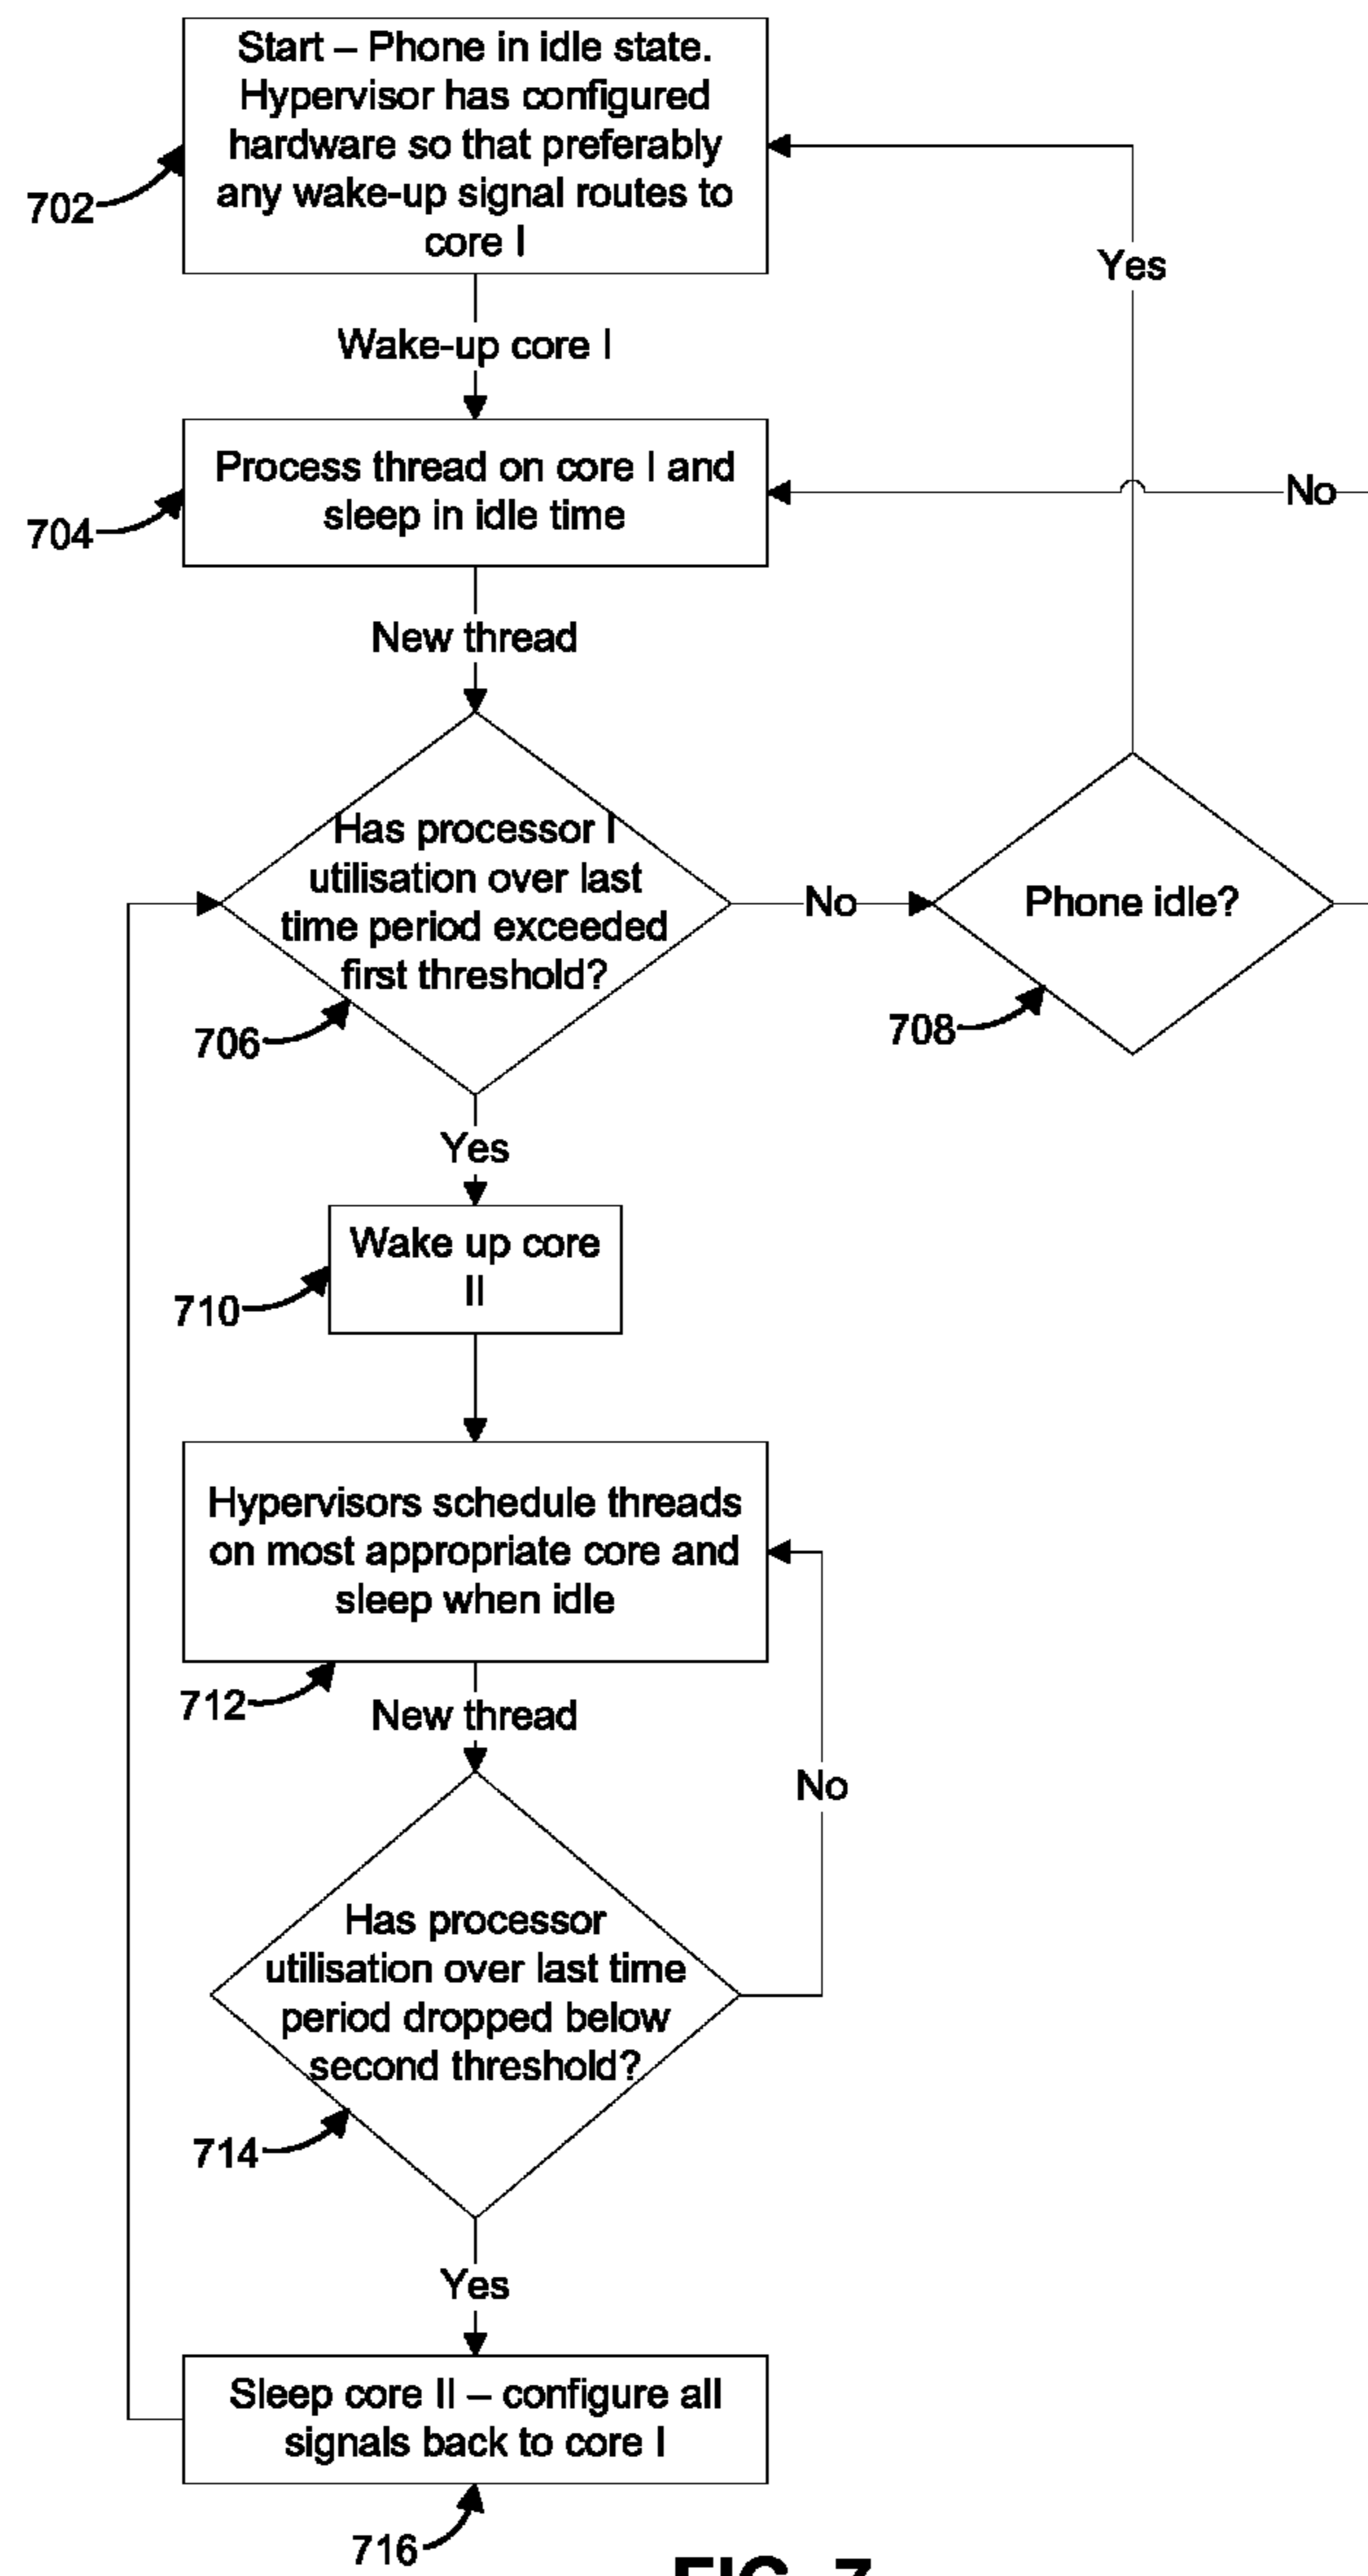 Start – Phone in idle state.
Hypervisor has configured
hardware so that preferably
any wake-up signal routes to
core I
702
Yes
Wake-up core I
Process thread on core I and
sleep in idle time
704
No
New thread
Has processor I
utilisation over last
time period exceeded
first threshold?
706
No
Phone idle?
708
Yes
Wake up core
II
710
Hypervisors schedule threads
on most appropriate core and
sleep when idle
712
New thread
No
Has processor
utilisation over last time
period dropped below
second threshold?
714
Yes
Sleep core II – configure all
signals back to core I
716
FIG. 7